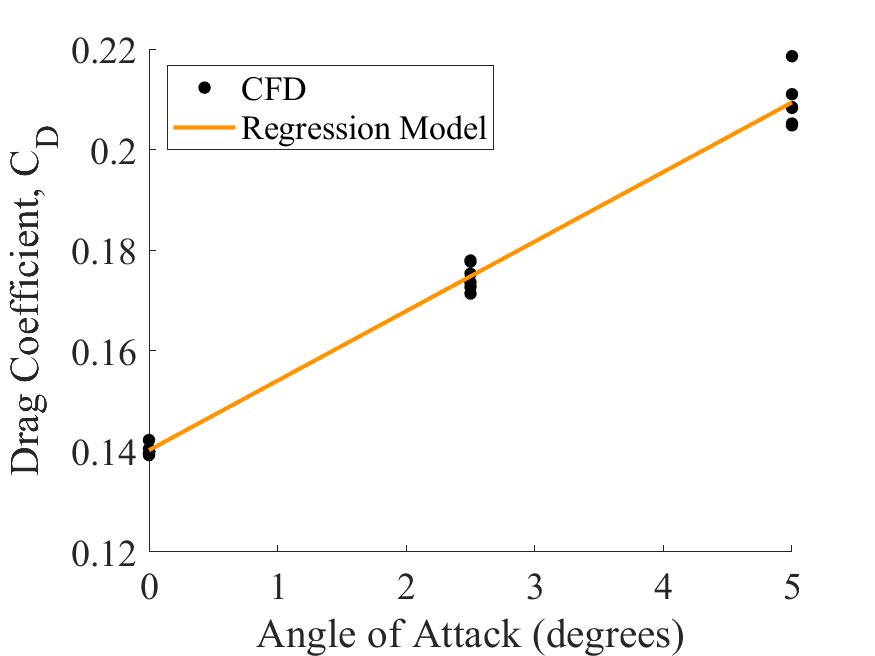 0.22
0.2
0.18
0.16
0.14
0.12
0 1 2 3 4 5
Drag Coefficient, C_D
Angle of Attack (degrees)
CFD
Regression Model